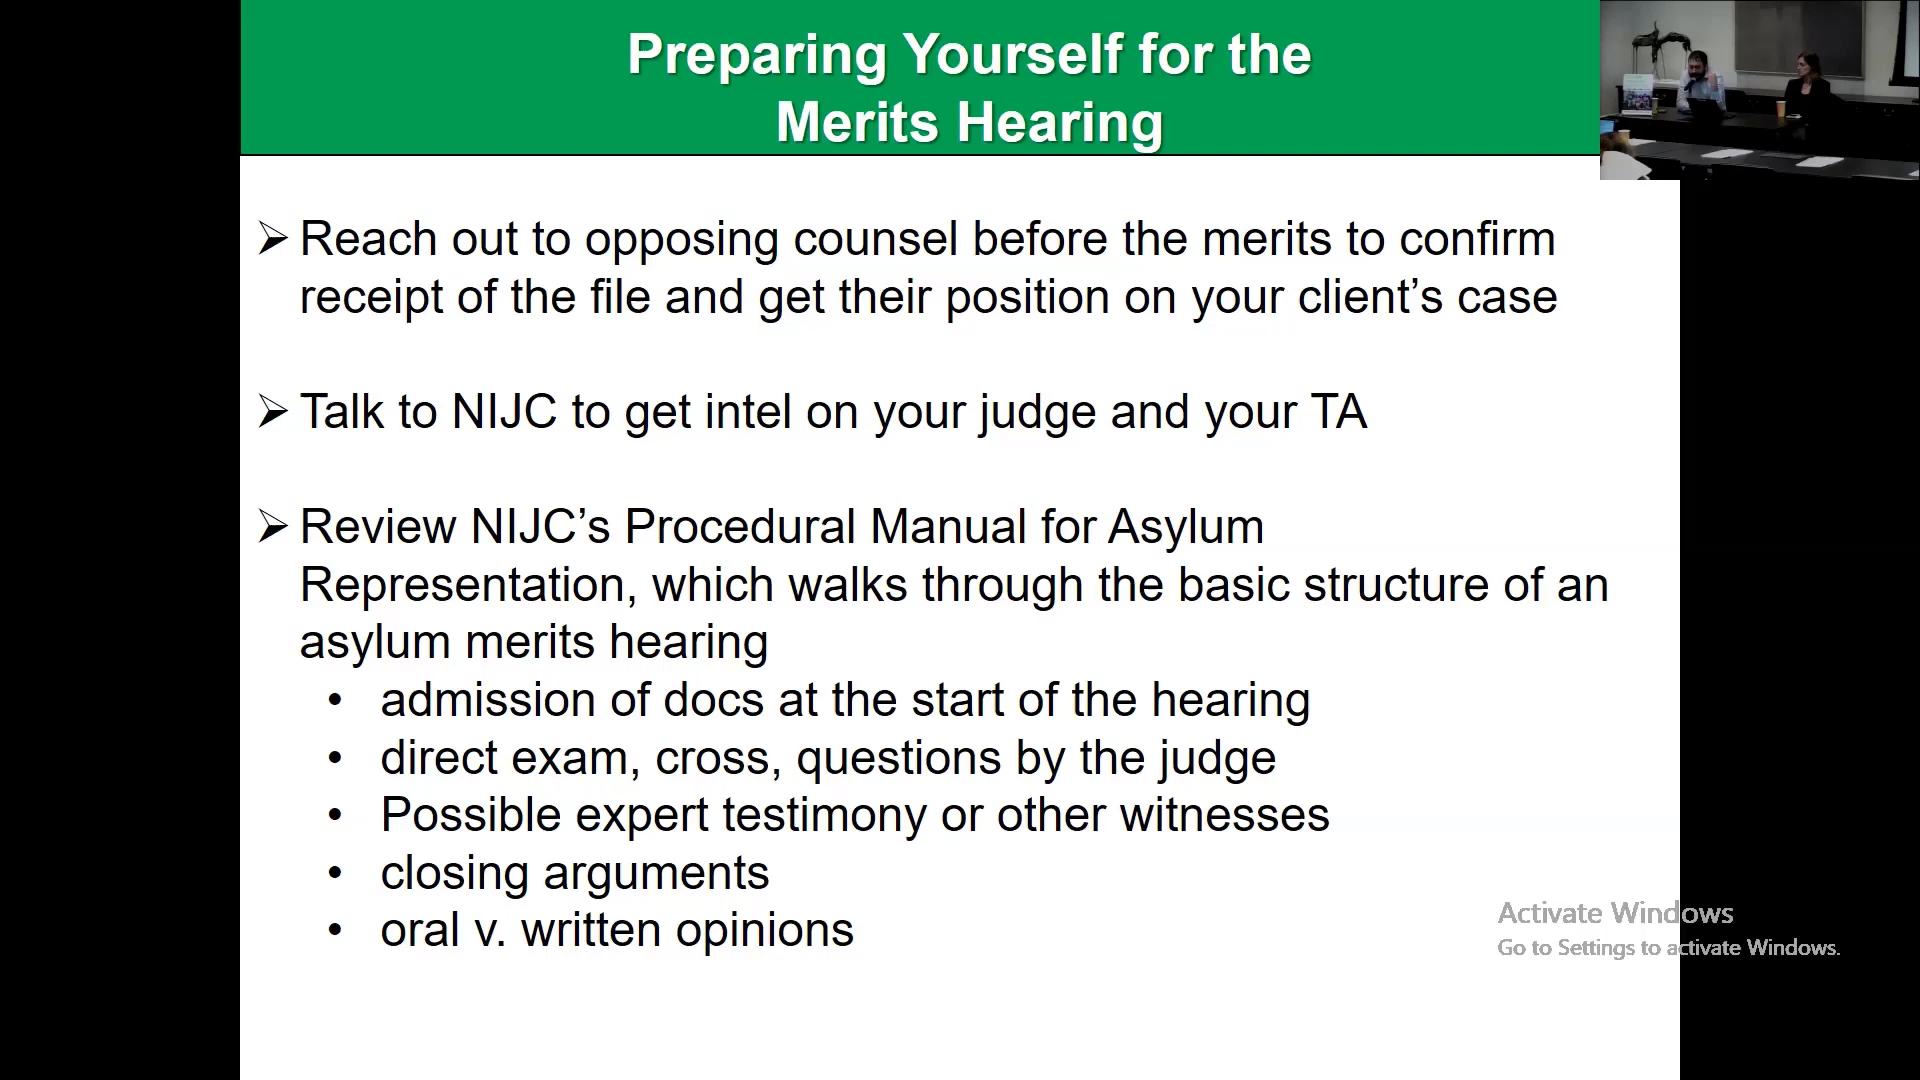 Preparing Yourself for the
Merits Hearing
➢ Reach out to opposing counsel before the merits to confirm
receipt of the file and get their position on your client’s case
➢ Talk to NIJC to get intel on your judge and your TA
➢ Review NIJC’s Procedural Manual for Asylum
Representation, which walks through the basic structure of an
asylum merits hearing
• admission of docs at the start of the hearing
• direct exam, cross, questions by the judge
• Possible expert testimony or other witnesses
• closing arguments
• oral v. written opinions
Activate Windows
Go to Settings to activate Windows.